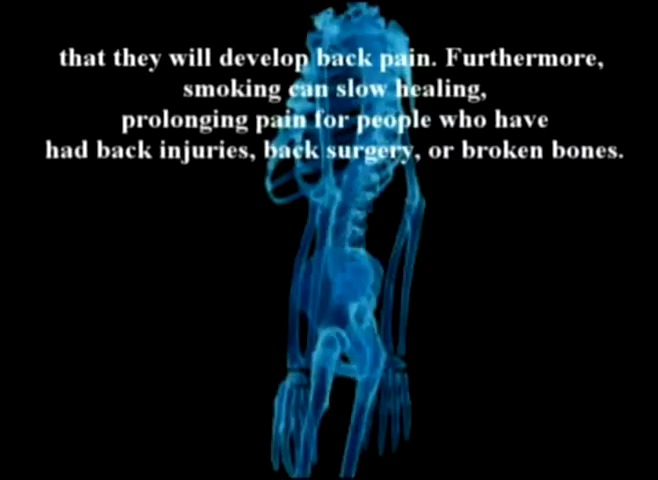 that they will develop back pain. Furthermore,
smoking can slow healing,
prolonging pain for people who have
had back injuries, back surgery, or broken bones.